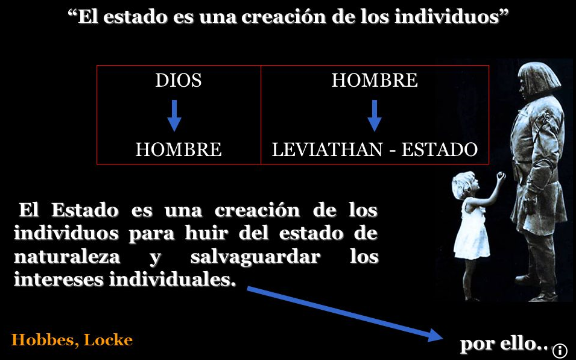 “El estado es una creación de los individuos”
DIOS HOMBRE
HOMBRE LEVIATHAN - ESTADO
El Estado es una creación de los
individuos para huir del estado de
naturaleza y salvaguardar los
intereses individuales.
Hobbes, Locke
por ello..